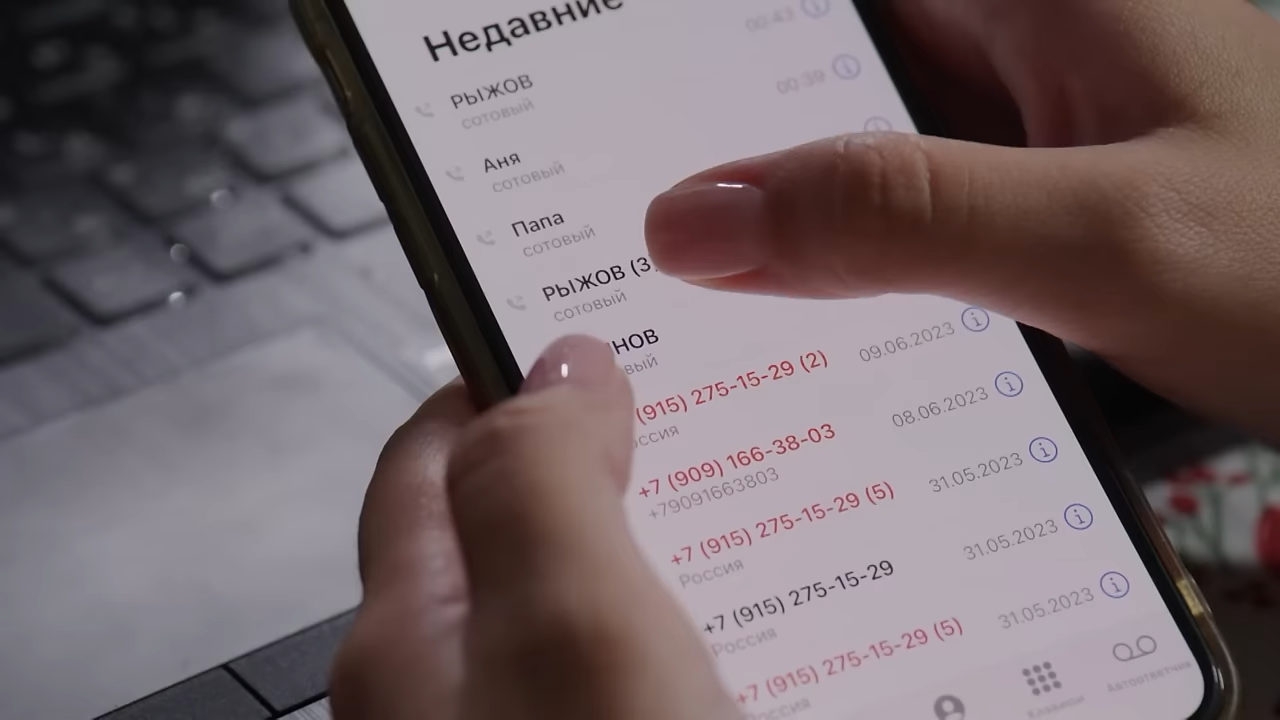 Недавние
00:43
РЫЖОВ
сотовый
00:39
Аня
сотовый
Папа
сотовый
РЫЖОВ (3
сотовый
НОВ
вый
(915) 275-15-29 (2)
оссия
09.06.2023
+7 (909) 166-38-03
+79091663803
08.06.2023
+7 (915) 275-15-29 (5)
Россия
31.05.2023
+7 (915) 275-15-29
Россия
31.05.2023
+7 (915) 275-15-29 (5)
Россия
31.05.2023
Клавиши
Автоответчик